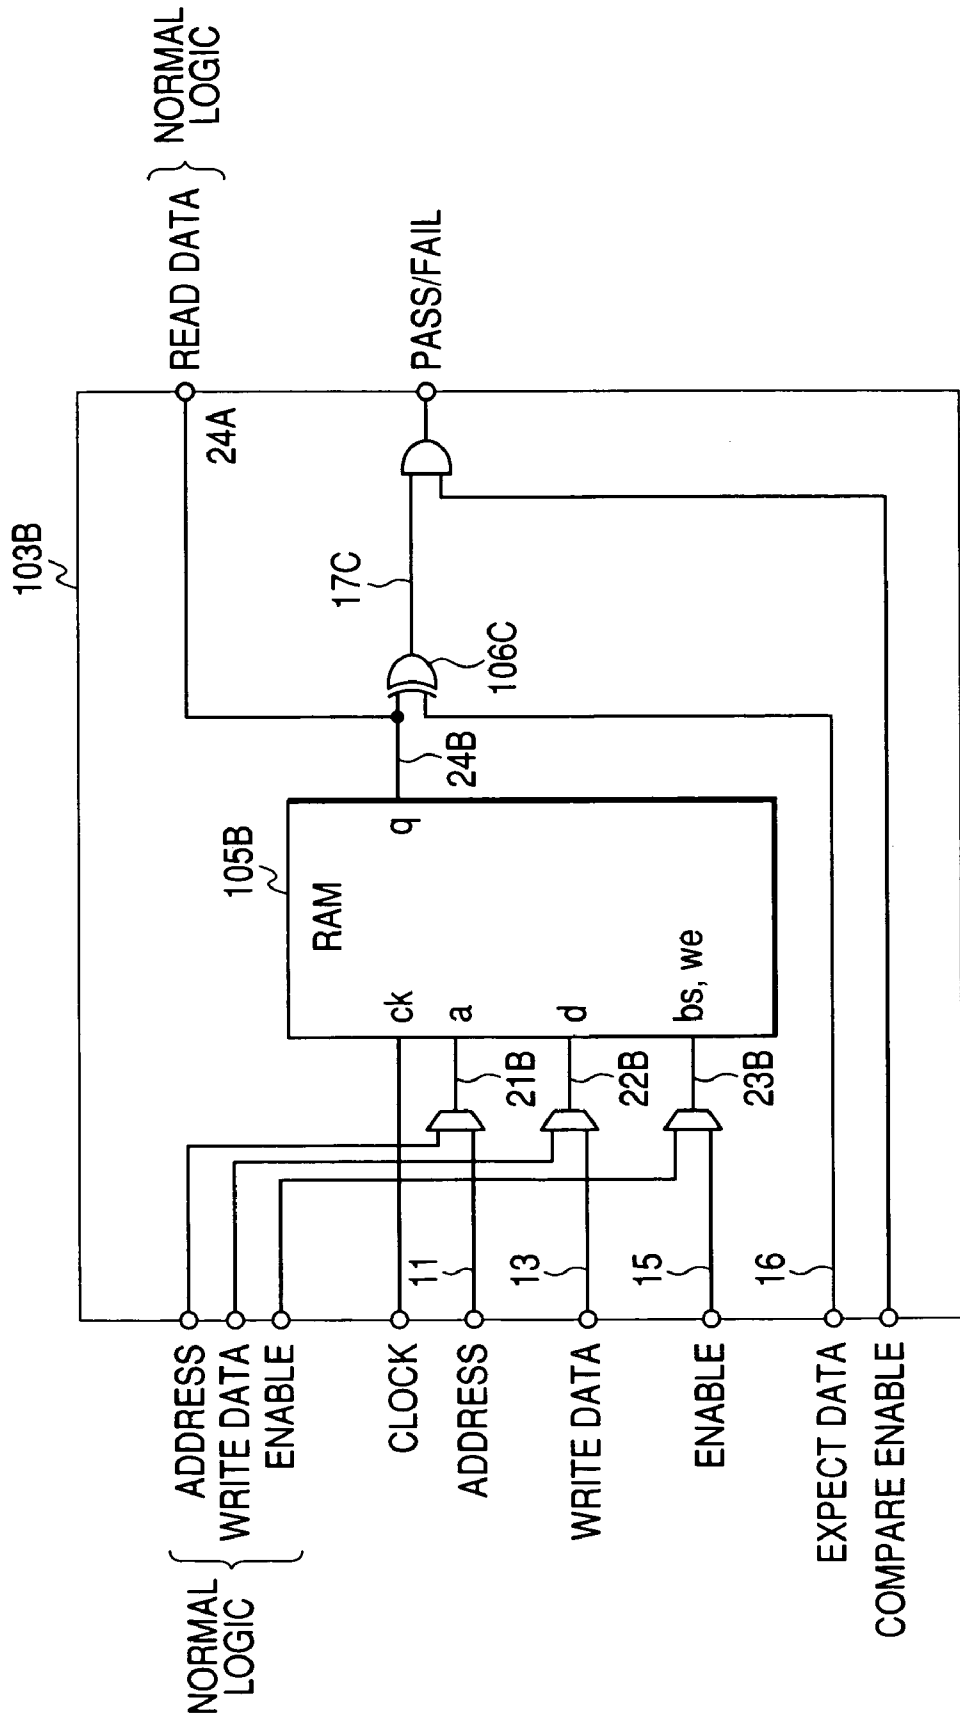 103B
NORMAL
LOGIC
ADDRESS
WRITE DATA
ENABLE
CLOCK
ADDRESS
WRITE DATA
ENABLE
EXPECT DATA
COMPARE ENABLE
11
13
15
16
21B
22B
23B
105B
RAM
ck
a
d
bs, we
q
24B
106C
17C
24A
READ DATA
NORMAL
LOGIC
PASS/FAIL